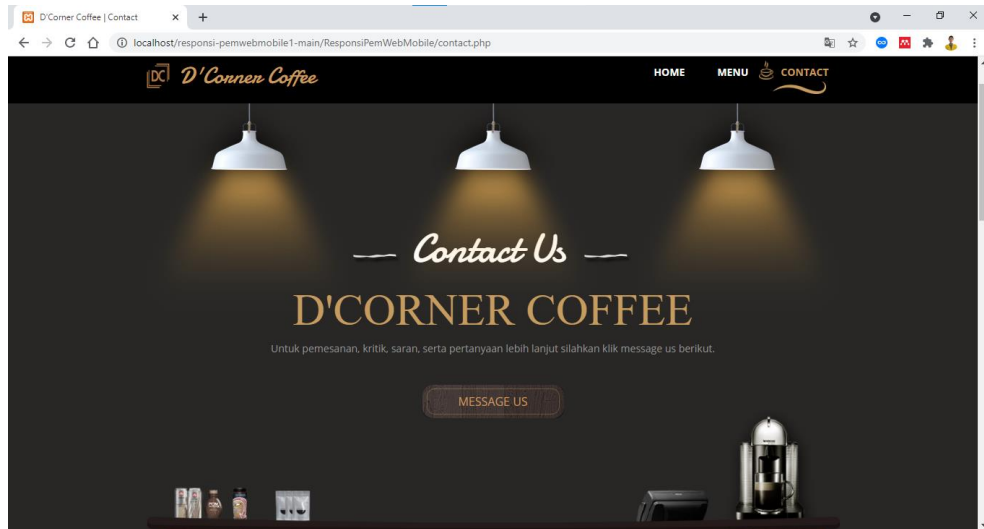 D'Corner Coffee | Contact
localhost/responsi-pemwebmobile1-main/ResponsiPemWebMobile/contact.php
DC D'Corner Coffee
HOME MENU CONTACT
Contact Us
D'CORNER COFFEE
Untuk pemesanan, kritik, saran, serta pertanyaan lebih lanjut silahkan klik message us berikut.
MESSAGE US